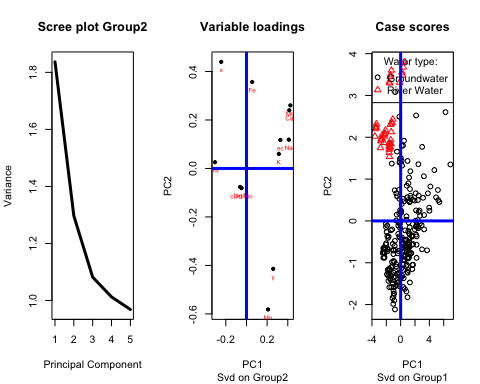 Scree plot Group2
Variance
1.0
1.2
1.4
1.6
1.8
1 2 3 4 5
Principal Component
Variable loadings
PC2
-0.6
-0.4
-0.2
0.0
0.2
0.4
x
Fe
Na
K
y
-0.2 0.2
PC1
Svd on Group2
Case scores
Water type:
Groundwater
River Water
PC2
-2
-1
0
1
2
3
4
-4 0 4
PC1
Svd on Group1